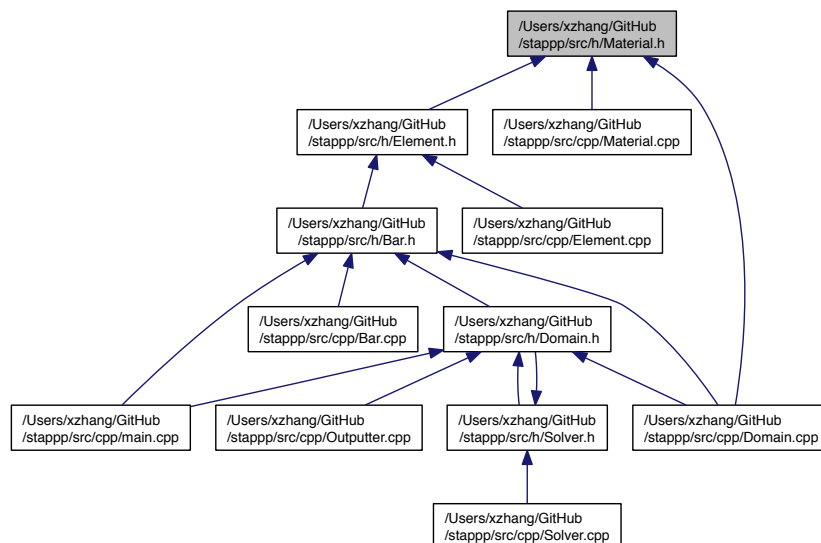 /Users/xzhang/GitHub
/stappp/src/h/Material.h
/Users/xzhang/GitHub
/stappp/src/h/Element.h
/Users/xzhang/GitHub
/stappp/src/cpp/Material.cpp
/Users/xzhang/GitHub
/stappp/src/h/Bar.h
/Users/xzhang/GitHub
/stappp/src/cpp/Element.cpp
/Users/xzhang/GitHub
/stappp/src/cpp/Bar.cpp
/Users/xzhang/GitHub
/stappp/src/h/Domain.h
/Users/xzhang/GitHub
/stappp/src/cpp/main.cpp
/Users/xzhang/GitHub
/stappp/src/cpp/Outputter.cpp
/Users/xzhang/GitHub
/stappp/src/h/Solver.h
/Users/xzhang/GitHub
/stappp/src/cpp/Domain.cpp
/Users/xzhang/GitHub
/stappp/src/cpp/Solver.cpp